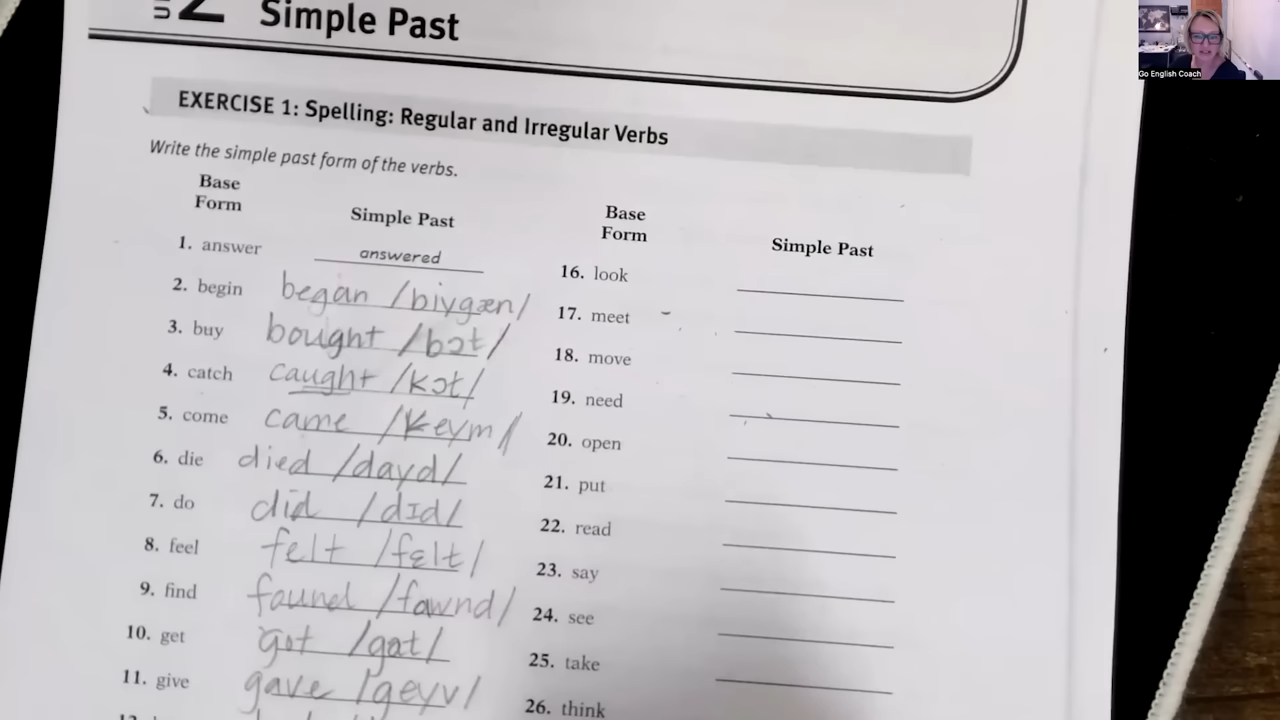 2 Simple Past
Go English Coach
EXERCISE 1: Spelling: Regular and Irregular Verbs
Write the simple past form of the verbs.
Base
Form
Simple Past
1. answer answered
2. begin began /biygæn/
3. buy bought /bɔt/
4. catch caught /kɔt/
5. come came /keym/
6. die died /dayd/
7. do did /dɪd/
8. feel felt /fɛlt/
9. find found /fawnd/
10. get got /gɑt/
11. give gave /geyv/
Base
Form
Simple Past
16. look
17. meet
18. move
19. need
20. open
21. put
22. read
23. say
24. see
25. take
26. think